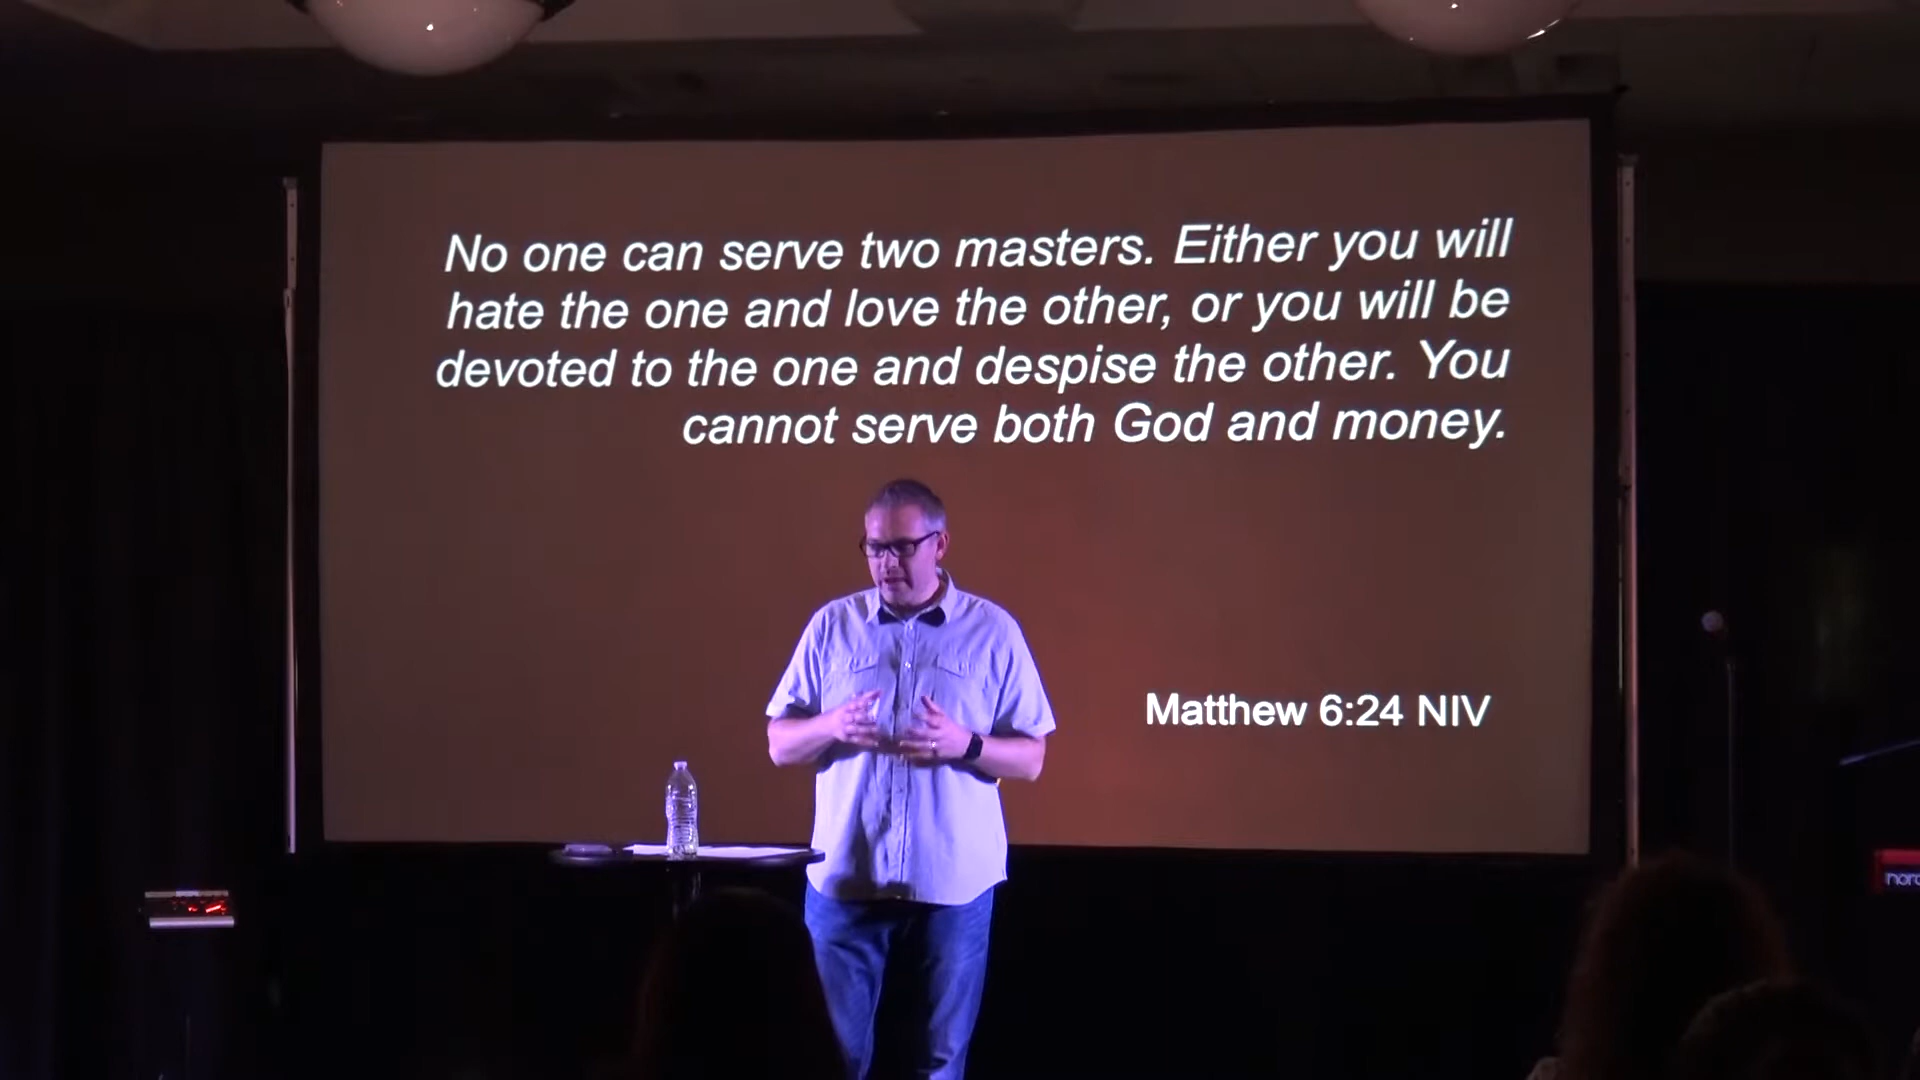 No one can serve two masters. Either you will
hate the one and love the other, or you will be
devoted to the one and despise the other. You
cannot serve both God and money.
Matthew 6:24 NIV